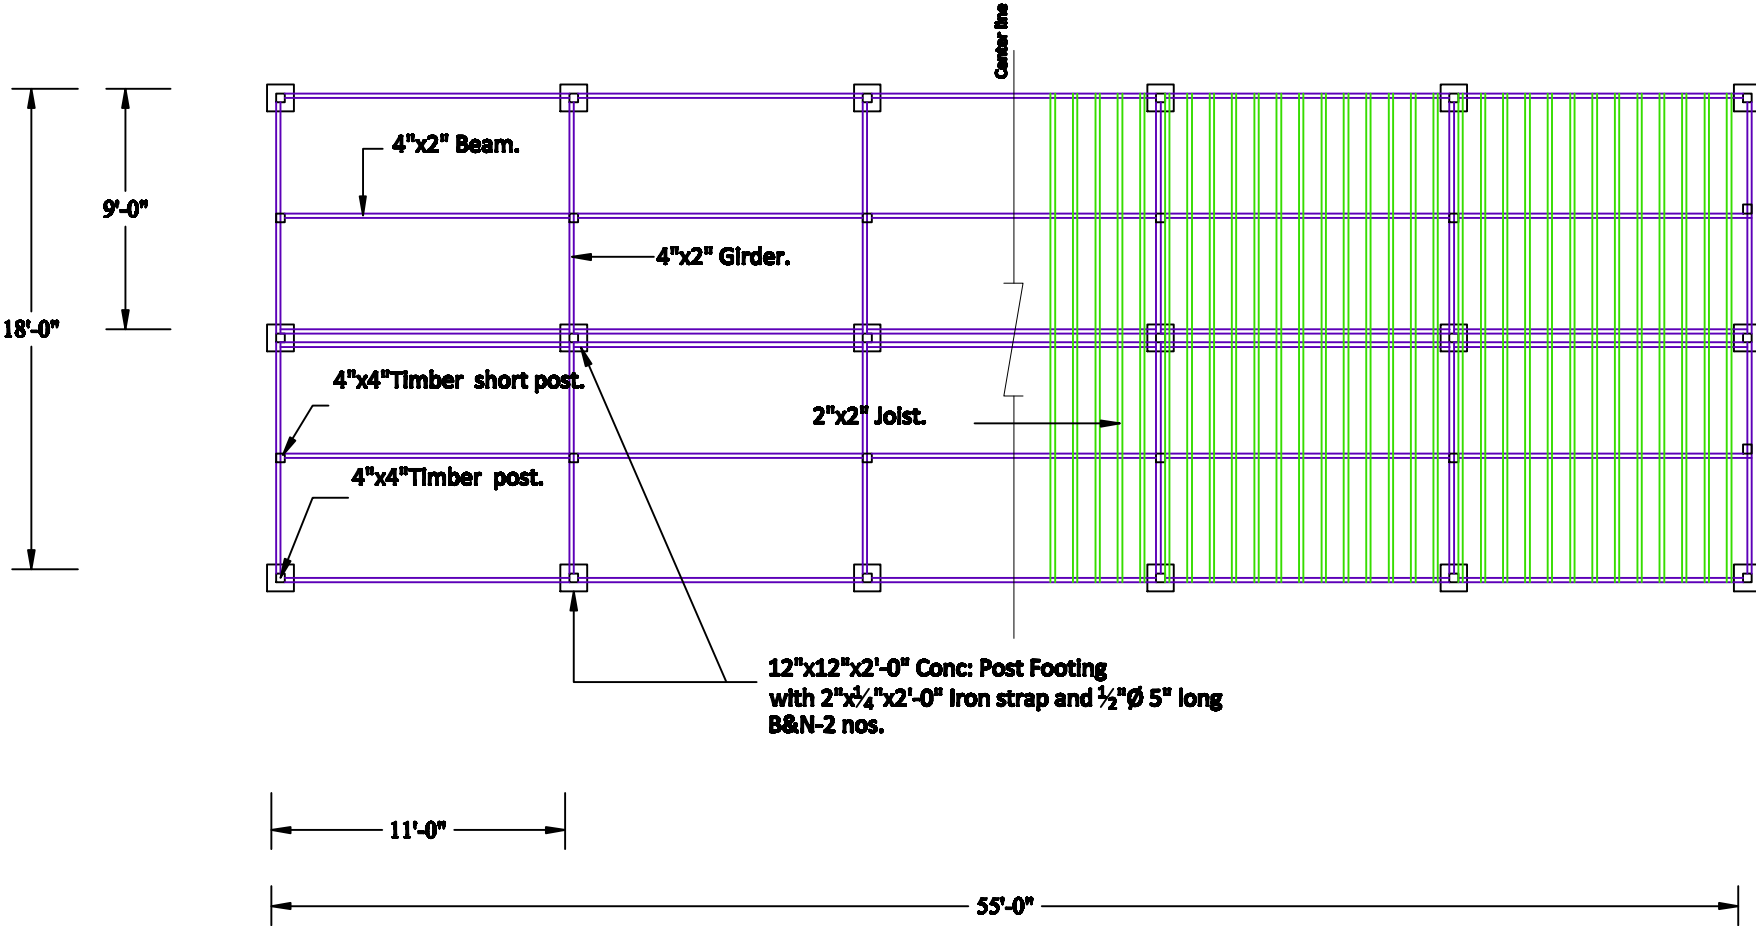 Center line
4"x2" Beam.
9'-0"
4"x2" Girder.
18'-0"
4"x4"Timber short post.
2"x2" Joist.
4"x4"Timber post.
12"x12"x2'-0" Conc: Post Footing
with 2"x¼"x2'-0" iron strap and ½"Ø 5" long
B&N-2 nos.
11'-0"
55'-0"